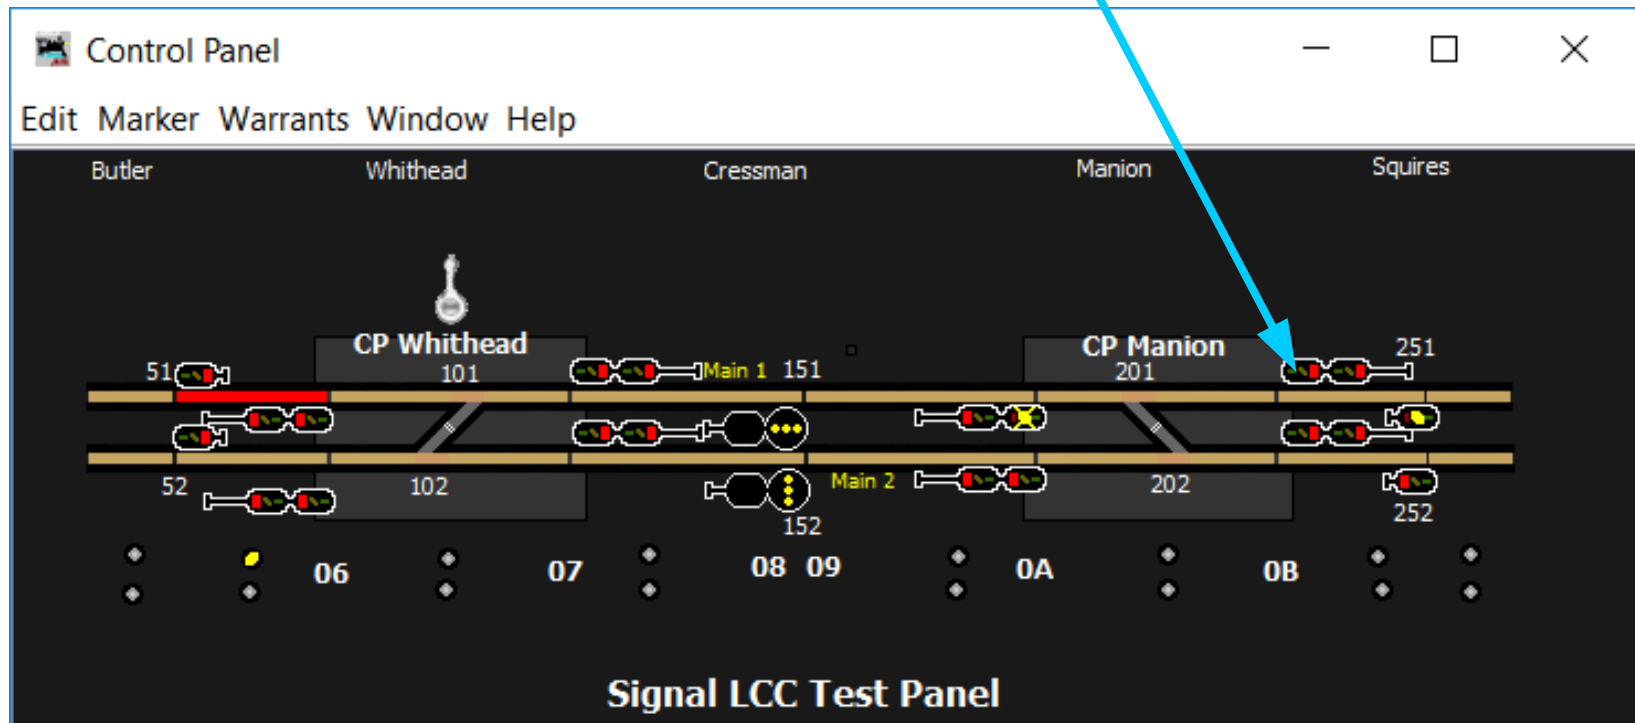 Control Panel
Edit Marker Warrants Window Help
Butler Whithead Cressman Manion Squires
CP Whithead CP Manion
51 101 Main 1 151 201 251
52 102 Main 2 152 202 252
06 07 08 09 0A 0B
Signal LCC Test Panel